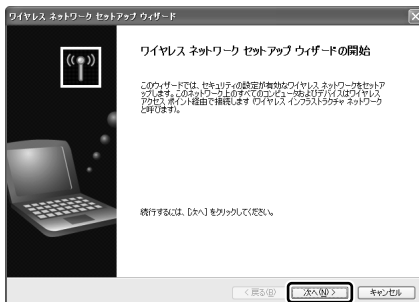 ワイヤレス ネットワーク セットアップ ウィザード
ワイヤレス ネットワーク セットアップ ウィザードの開始
このウィザードでは、セキュリティの設定が有効なワイヤレス ネットワークをセットア
ップします。このネットワーク上のすべてのコンピュータおよびデバイスはワイヤレス
アクセス ポイント経由で接続します (ワイヤレス インフラストラクチャ ネットワーク
と呼びます)。
続行するには、[次へ] をクリックしてください。
< 戻る(B)
次へ(N) >
キャンセル